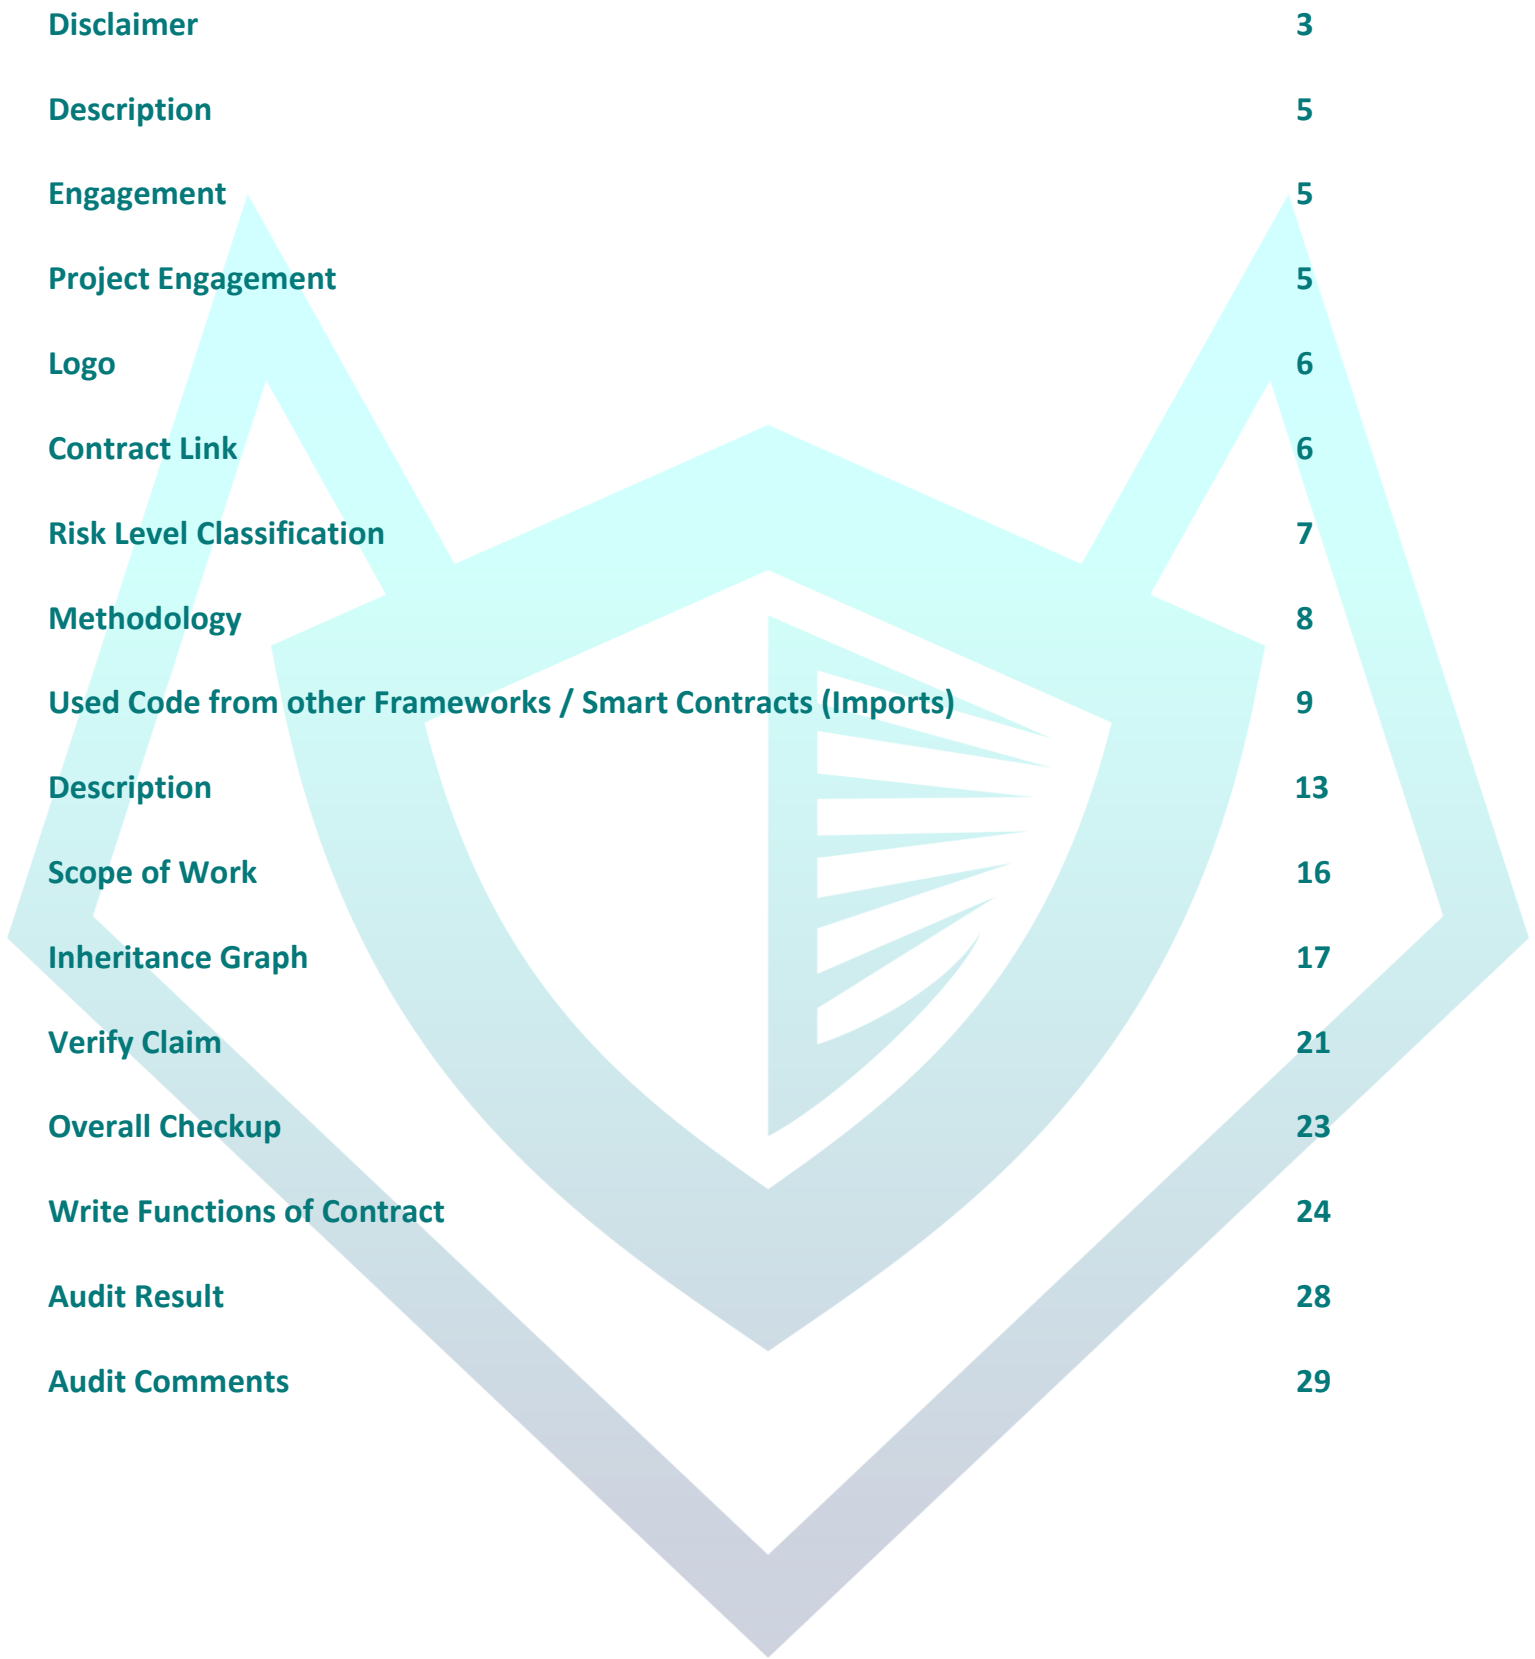 Disclaimer 3
Description 5
Engagement 5
Project Engagement 5
Logo 6
Contract Link 6
Risk Level Classification 7
Methodology 8
Used Code from other Frameworks / Smart Contracts (Imports) 9
Description 13
Scope of Work 16
Inheritance Graph 17
Verify Claim 21
Overall Checkup 23
Write Functions of Contract 24
Audit Result 28
Audit Comments 29